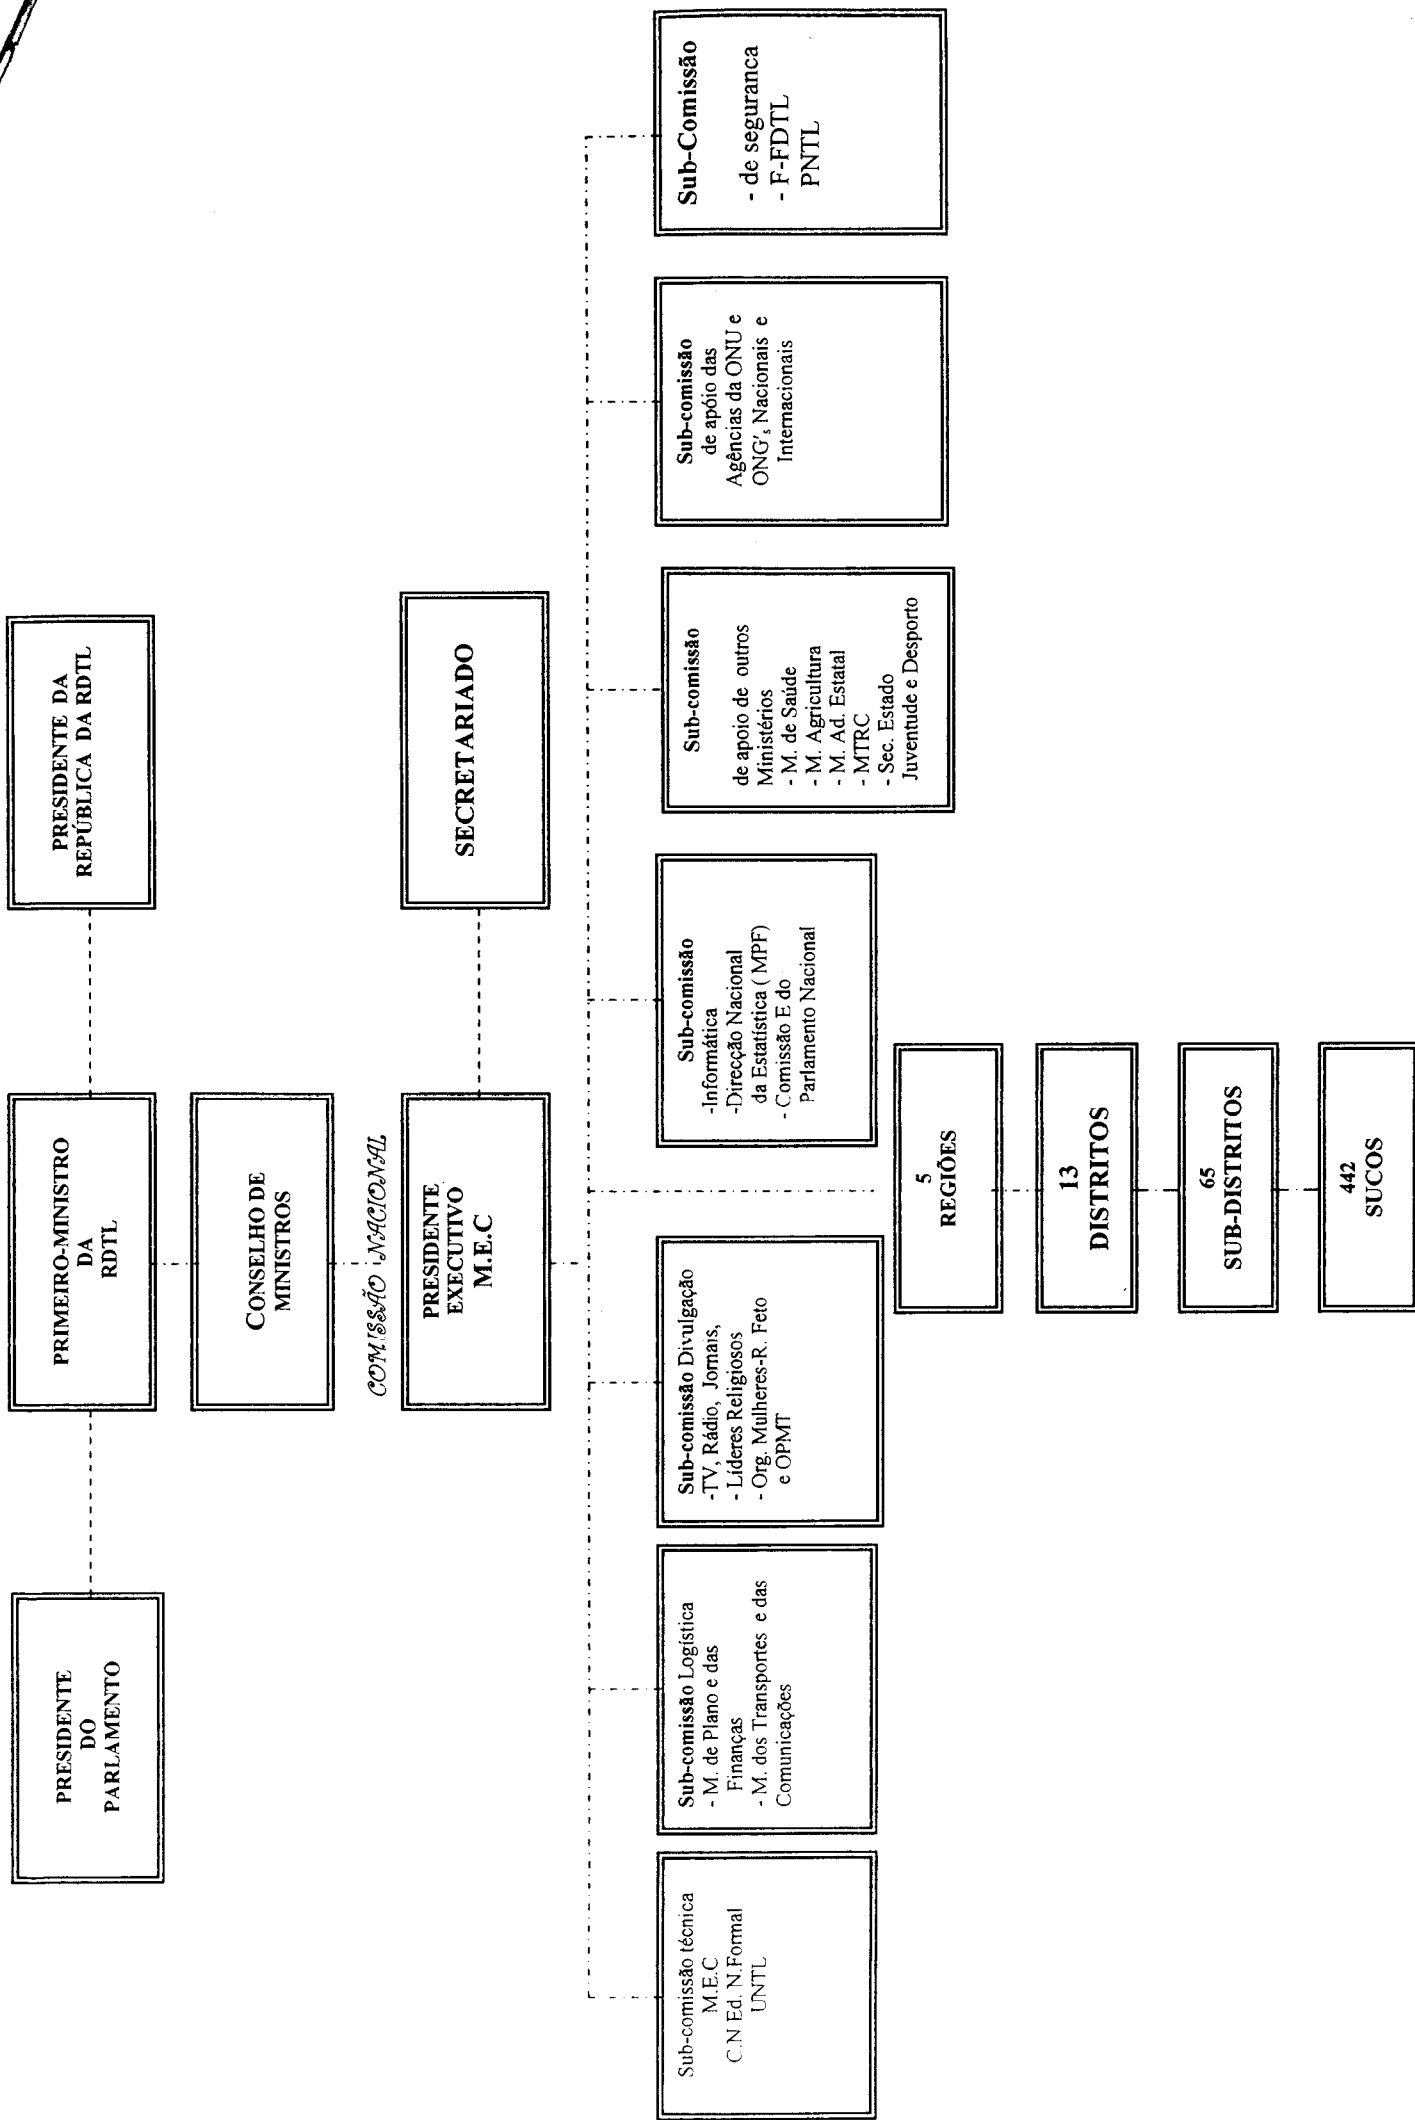 PRESIDENTE
DO
PARLAMENTO
PRIMEIRO-MINISTRO
DA
RDTL
PRESIDENTE DA
REPÚBLICA DA RDTL
CONSELHO DE
MINISTROS
COMISSÃO NACIONAL
PRESIDENTE
EXECUTIVO
M.E.C
SECRETARIADO
Sub-comissão técnica
M.E.C
C.N Ed. N.Formal
UNTL
Sub-comissão Logística
- M. de Plano e das
Finanças
- M. dos Transportes e das
Comunicações
Sub-comissão Divulgação
-TV, Rádio, Jornais,
- Líderes Religiosos
- Org. Mulheres-R. Feto
e OPMT
Sub-comissão
-Informática
-Direcção Nacional
da Estatística ( MPF)
- Comissão E do
Parlamento Nacional
Sub-comissão
de apoio de outros
Ministérios
- M. de Saúde
- M. Agricultura
- M. Ad. Estatal
- MTRC
- Sec. Estado
Juventude e Desporto
Sub-comissão
de apóio das
Agências da ONU e
ONG's Nacionais e
Internacionais
Sub-Comissão
- de seguranca
- F-FDTL
PNTL
5
REGIÕES
13
DISTRITOS
65
SUB-DISTRITOS
442
SUCOS